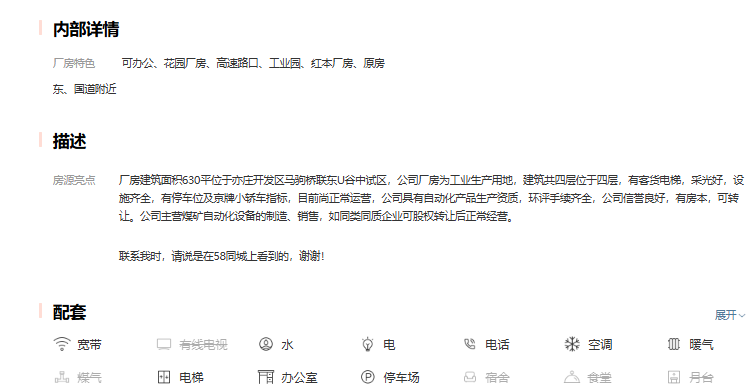 内部详情
厂房特色 可办公、花园厂房、高速路口、工业园、红本厂房、原房
东、国道附近
描述
房源亮点 厂房建筑面积630平位于亦庄开发区马驹桥联东U谷中试区，公司厂房为工业生产用地，建筑共四层位于四层，有客货电梯，采光好，设
施齐全，有停车位及京牌小轿车指标，目前尚正常运营，公司具有自动化产品生产资质，环评手续齐全，公司信誉良好，有房本，可转
让。公司主营煤矿自动化设备的制造、销售，如同类同质企业可股权转让后正常经营。
联系我时，请说是在58同城上看到的，谢谢！
配套 展开
宽带 有线电视 水 电 电话 空调 暖气
煤气 电梯 办公室 停车场 宿舍 食堂 月台